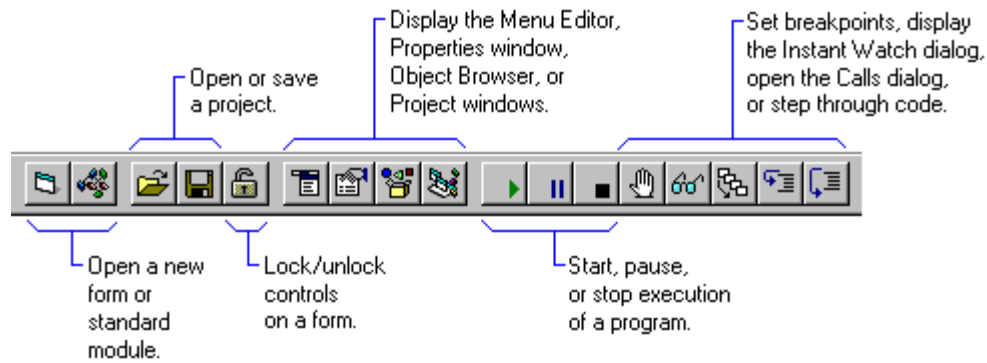 Display the Menu Editor,
Properties window,
Object Browser, or
Project windows.
Set breakpoints, display
the Instant Watch dialog,
open the Calls dialog,
or step through code.
Open or save
a project.
Open a new
form or
standard
module.
Lock/unlock
controls
on a form.
Start, pause,
or stop execution
of a program.